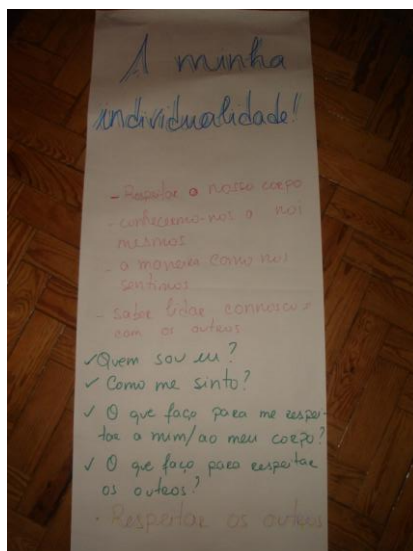 A minha
individualidade!
- Respeitar o nosso corpo
- conhecermo-nos a nós
mesmos
- a maneira como nos
sentimos
- saber lidar connosco e
com os outros
✓ Quem sou eu?
✓ Como me sinto?
✓ O que faço para me respei-
tar a mim/ao meu corpo?
✓ O que faço para respeitar
os outros?
- Respeitar os outros